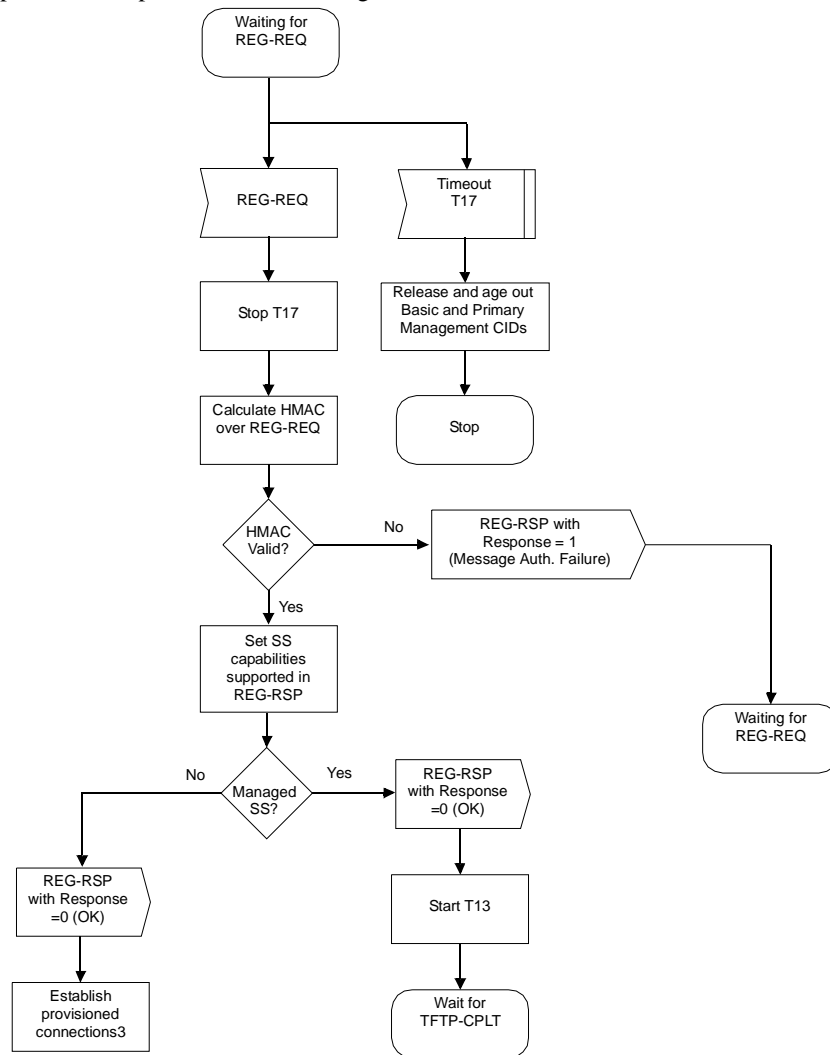 Waiting for
REG-REQ
REG-REQ
Timeout
T17
Stop T17
Release and age out
Basic and Primary
Management CIDs
Calculate HMAC
over REG-REQ
Stop
HMAC
Valid?
No
REG-RSP with
Response = 1
(Message Auth. Failure)
Yes
Set SS
capabilities
supported in
REG-RSP
Waiting for
REG-REQ
No
Managed
SS?
Yes
REG-RSP
with Response
=0 (OK)
REG-RSP
with Response
=0 (OK)
Start T13
Establish
provisioned
connections3
Wait for
TFTP-CPLT